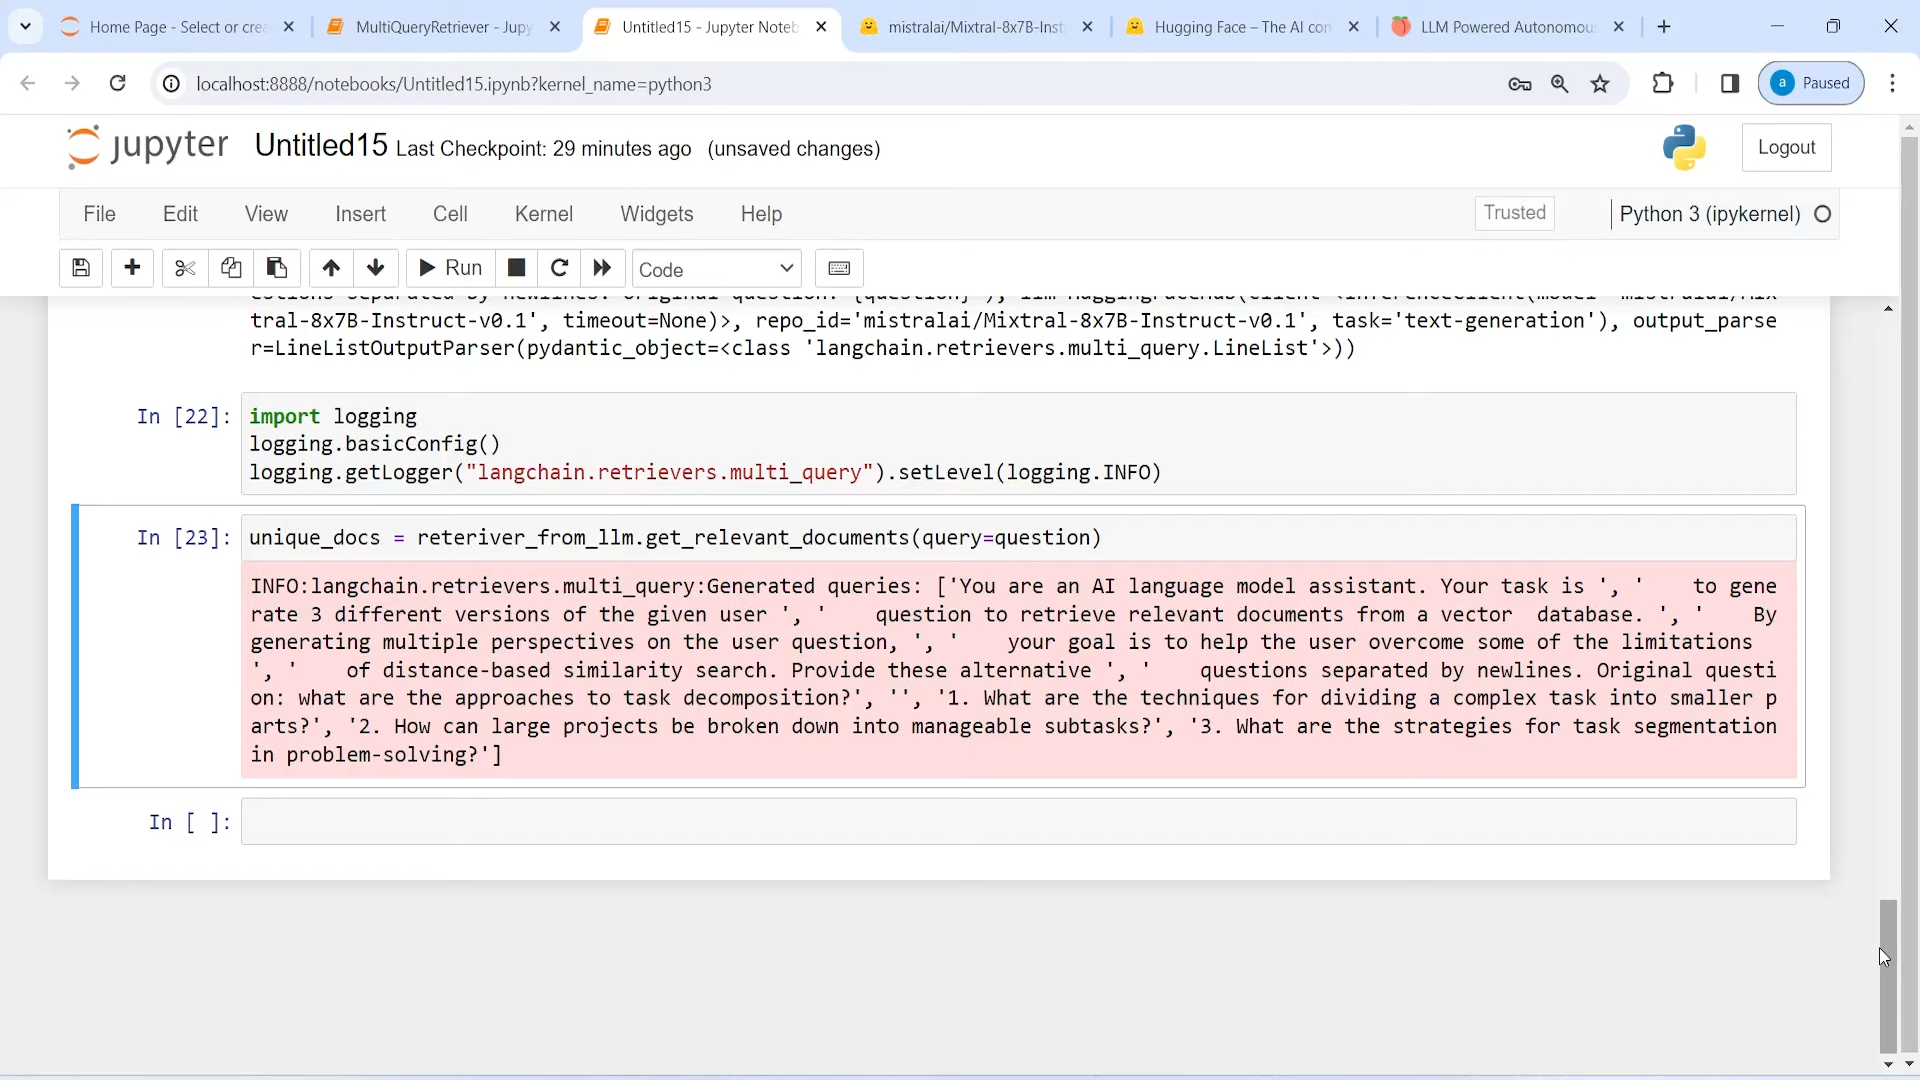 Home Page - Select or crea
MultiQueryRetriever - Jupy
Untitled15 - Jupyter Noteb
mistralai/Mixtral-8x7B-Inst
Hugging Face – The AI con
LLM Powered Autonomou
localhost:8888/notebooks/Untitled15.ipynb?kernel_name=python3
a Paused
jupyter Untitled15 Last Checkpoint: 29 minutes ago (unsaved changes)
Logout
File Edit View Insert Cell Kernel Widgets Help
Trusted
Python 3 (ipykernel)
Run
Code
tral-8x7B-Instruct-v0.1', timeout=None)>, repo_id='mistralai/Mixtral-8x7B-Instruct-v0.1', task='text-generation'), output_parse
r=LineListOutputParser(pydantic_object=<class 'langchain.retrievers.multi_query.LineList'>))
In [22]: import logging
logging.basicConfig()
logging.getLogger("langchain.retrievers.multi_query").setLevel(logging.INFO)
In [23]: unique_docs = reteriver_from_llm.get_relevant_documents(query=question)
INFO:langchain.retrievers.multi_query:Generated queries: ['You are an AI language model assistant. Your task is ', '    to gene
rate 3 different versions of the given user ', '    question to retrieve relevant documents from a vector  database. ', '    By
generating multiple perspectives on the user question, ', '    your goal is to help the user overcome some of the limitations
', '    of distance-based similarity search. Provide these alternative ', '    questions separated by newlines. Original questi
on: what are the approaches to task decomposition?', '', '1. What are the techniques for dividing a complex task into smaller p
arts?', '2. How can large projects be broken down into manageable subtasks?', '3. What are the strategies for task segmentation
in problem-solving?']
In [ ]: